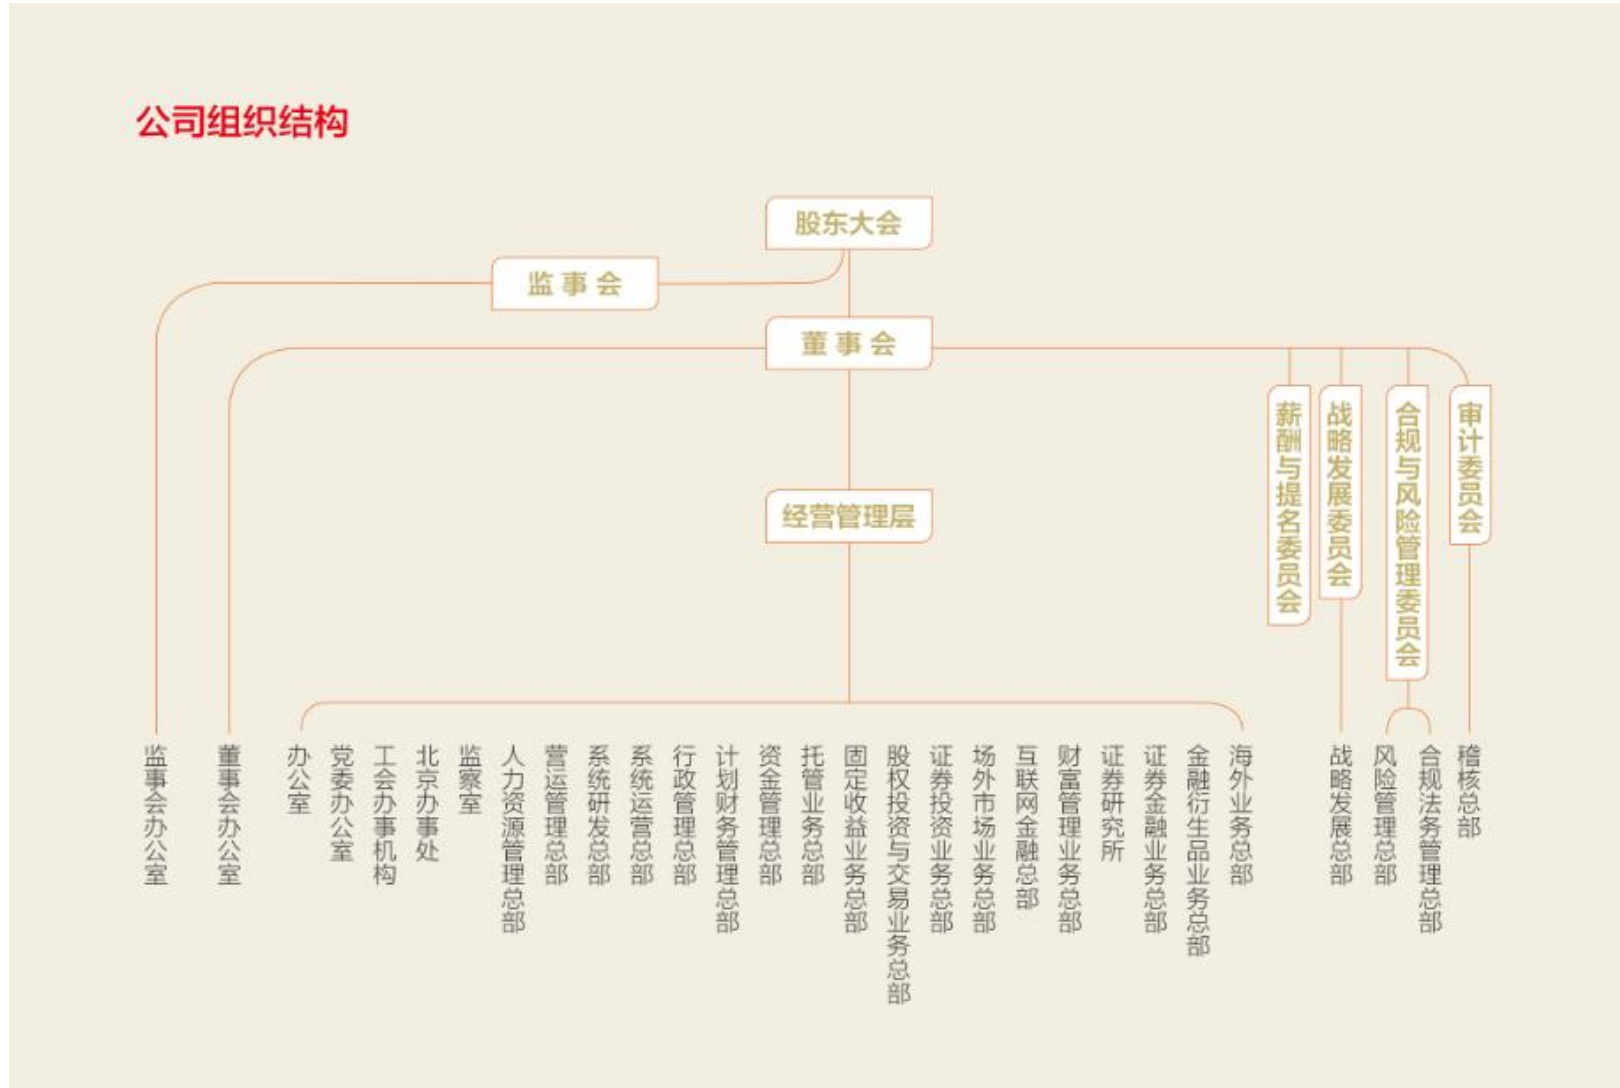 公司组织结构
股东大会
监事会
董事会
薪酬与提名委员会
战略发展委员会
合规与风险管理委员会
审计委员会
经营管理层
监事会办公室
董事会办公室
办公室
党委办公室
工会办事机构
北京办事处
监察室
人力资源管理总部
营运管理总部
系统研发总部
系统运营总部
行政管理总部
计划财务管理总部
资金管理总部
托管业务总部
固定收益业务总部
股权投资与交易业务总部
证券投资业务总部
场外市场业务总部
互联网金融总部
财富管理业务总部
证券研究所
证券金融业务总部
金融衍生品业务总部
海外业务总部
战略发展总部
风险管理总部
合规法务管理总部
稽核总部